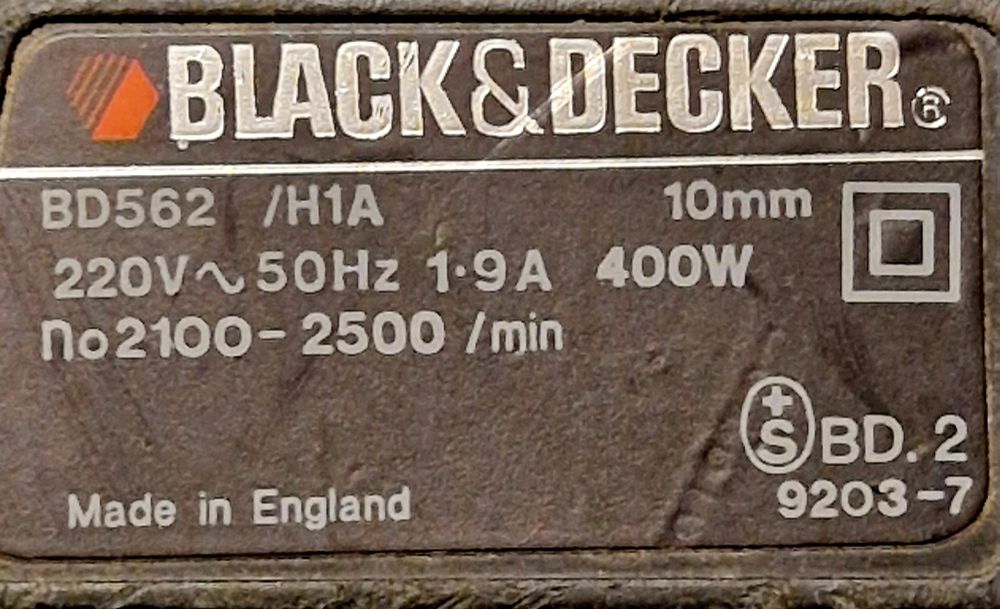 BLACK&DECKER®
BD562 /H1A 10mm
220V~50Hz 1·9A 400W
no2100-2500 /min
+S BD.2
Made in England 9203-7